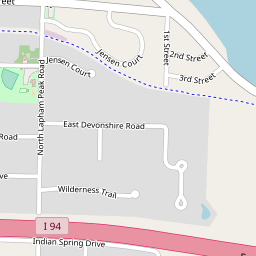 Street
Jensen Court
1st Street
2nd Street
3rd Street
Jensen Court
North Lapham Peak Road
East Devonshire Road
Road
Wilderness Trail
I 94
Indian Spring Drive